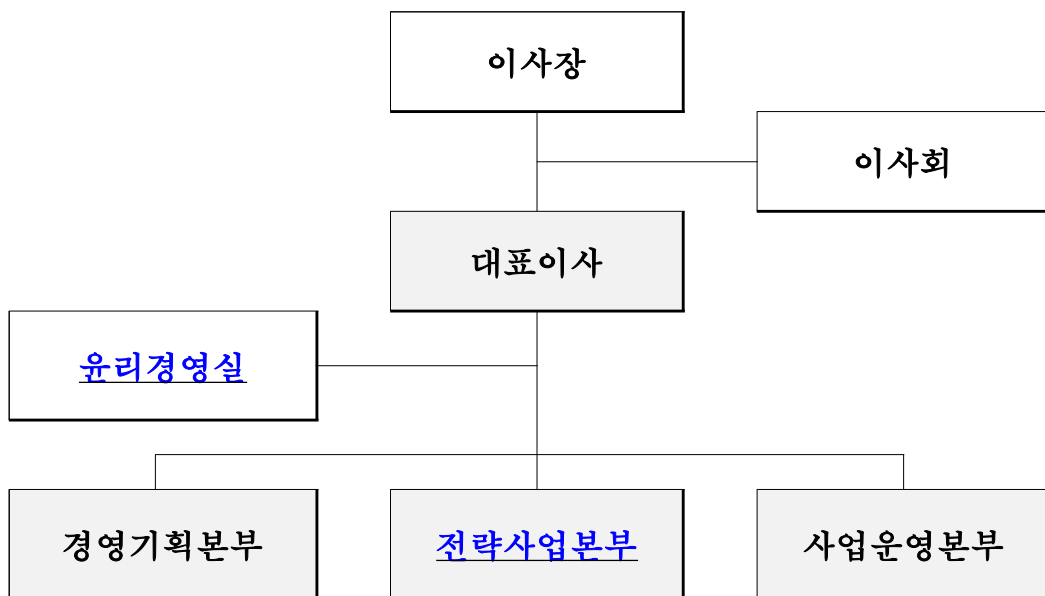 이사장
이사회
대표이사
윤리경영실
경영기획본부
전략사업본부
사업운영본부